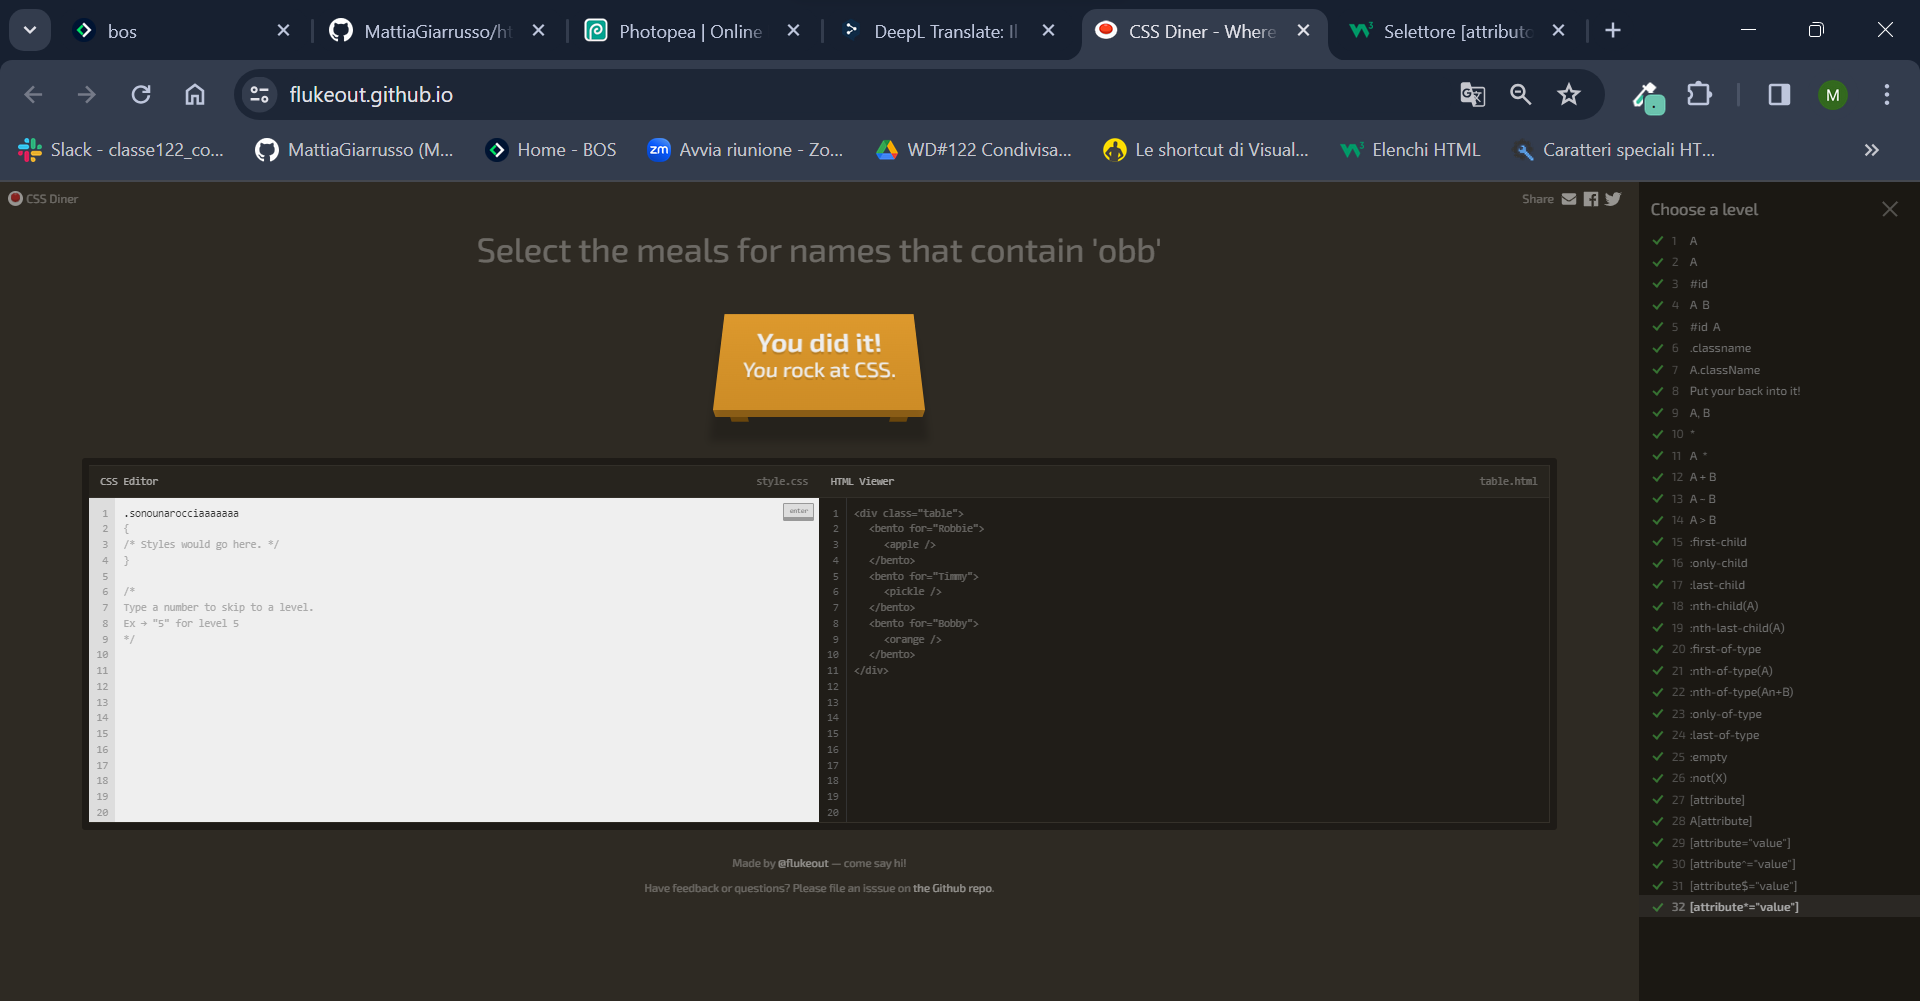 bos
MattiaGiarrusso/ht
Photopea | Online
DeepL Translate: Il
CSS Diner - Where
Selettore [attributo
flukeout.github.io
M
Slack - classe122_co...
MattiaGiarrusso (M...
Home - BOS
zm
Avvia riunione - Zo...
WD#122 Condivisa...
Le shortcut di Visual...
Elenchi HTML
Caratteri speciali HT...
CSS Diner
Share
Select the meals for names that contain 'obb'
You did it!
You rock at CSS.
CSS Editor
style.css
1 .sonounarocciaaaaaaa
enter
2 {
3 /* Styles would go here. */
4 }
5
6 /*
7 Type a number to skip to a level.
8 Ex → "5" for level 5
9 */
10
11
12
13
14
15
16
17
18
19
20
HTML Viewer
table.html
1 <div class="table">
2 <bento for="Robbie">
3 <apple />
4 </bento>
5 <bento for="Timmy">
6 <pickle />
7 </bento>
8 <bento for="Bobby">
9 <orange />
10 </bento>
11 </div>
12
13
14
15
16
17
18
19
20
Made by @flukeout — come say hi!
Have feedback or questions? Please file an isssue on the Github repo.
Choose a level
1 A
2 A
3 #id
4 A B
5 #id A
6 .classname
7 A.className
8 Put your back into it!
9 A, B
10 *
11 A *
12 A + B
13 A ~ B
14 A > B
15 :first-child
16 :only-child
17 :last-child
18 :nth-child(A)
19 :nth-last-child(A)
20 :first-of-type
21 :nth-of-type(A)
22 :nth-of-type(An+B)
23 :only-of-type
24 :last-of-type
25 :empty
26 :not(X)
27 [attribute]
28 A[attribute]
29 [attribute="value"]
30 [attribute^="value"]
31 [attribute$="value"]
32 [attribute*="value"]